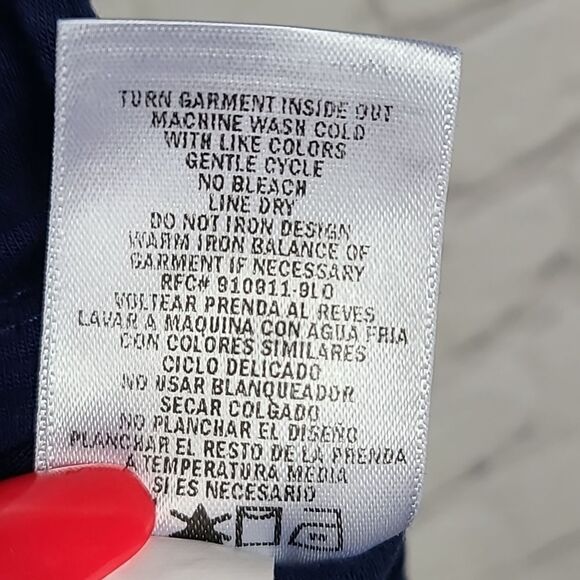 TURN GARMENT INSIDE OUT
MACHINE WASH COLD
WITH LIKE COLORS
GENTLE CYCLE
NO BLEACH
LINE DRY
DO NOT IRON DESIGN
WARM IRON BALANCE OF
GARMENT IF NECESSARY
RFC# 910911-9L0
VOLTEAR PRENDA AL REVES
LAVAR A MAQUINA CON AGUA FRIA
CON COLORES SIMILARES
CICLO DELICADO
NO USAR BLANQUEADOR
SECAR COLGADO
NO PLANCHAR EL DISEÑO
PLANCHAR EL RESTO DE LA PRENDA
A TEMPERATURA MEDIA
SI ES NECESARIO